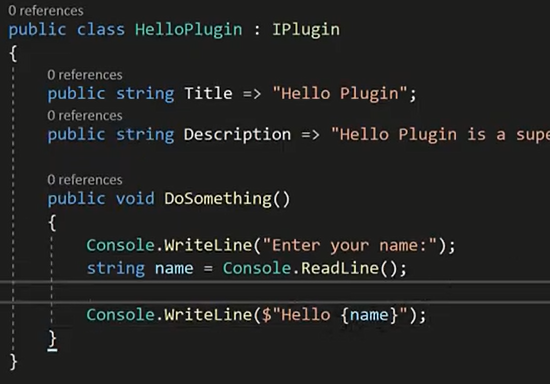 0 references
public class HelloPlugin : IPlugin
{
0 references
public string Title => "Hello Plugin";
0 references
public string Description => "Hello Plugin is a supe
0 references
public void DoSomething()
{
Console.WriteLine("Enter your name:");
string name = Console.ReadLine();
Console.WriteLine($"Hello {name}");
}
}